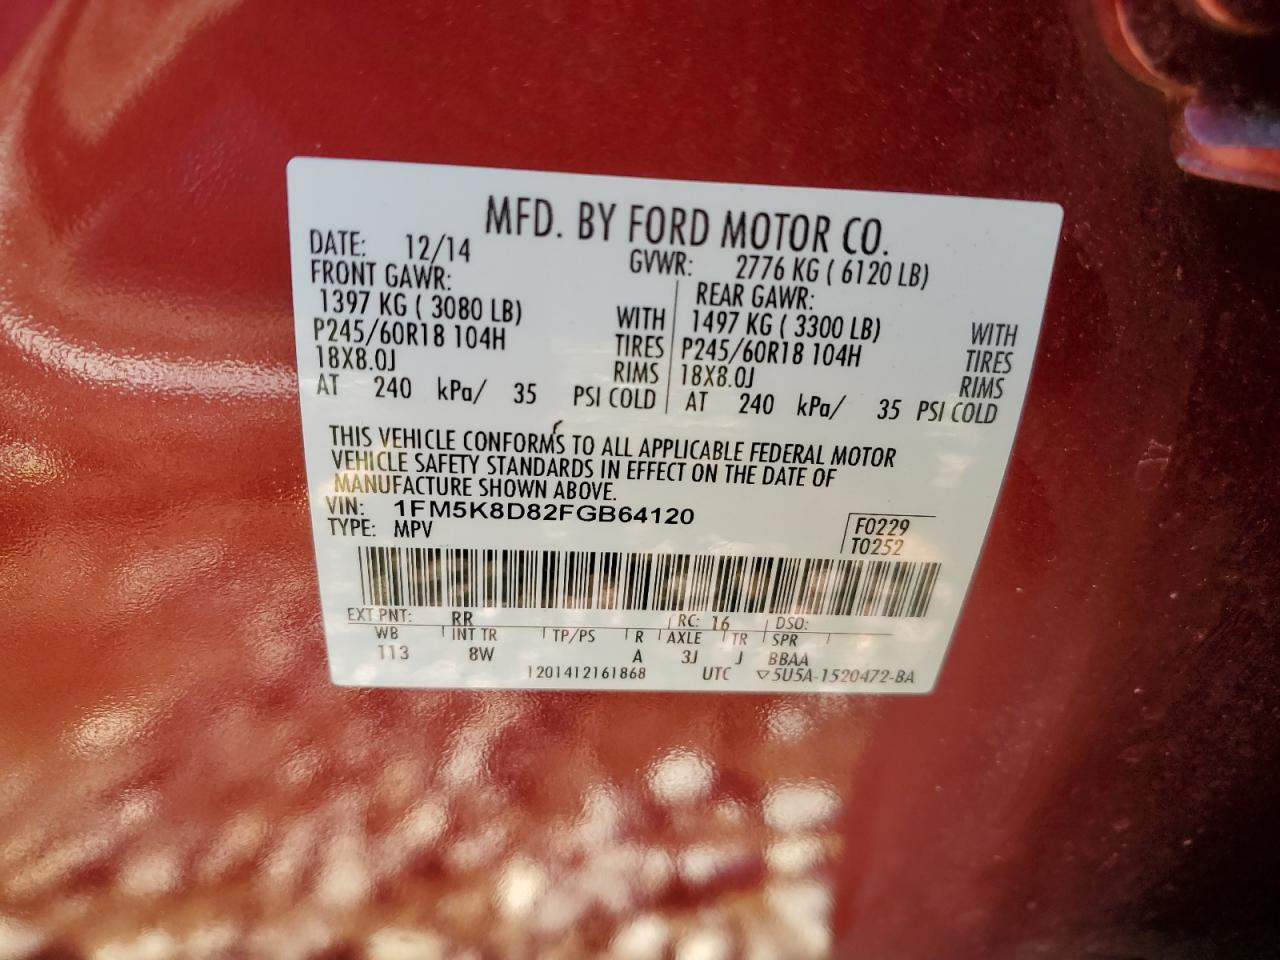 MFD. BY FORD MOTOR CO.
DATE: 12/14 GVWR: 2776 KG ( 6120 LB)
FRONT GAWR: REAR GAWR:
1397 KG ( 3080 LB) WITH 1497 KG ( 3300 LB) WITH
P245/60R18 104H TIRES P245/60R18 104H TIRES
18X8.0J RIMS 18X8.0J RIMS
AT 240 kPa/ 35 PSI COLD AT 240 kPa/ 35 PSI COLD
THIS VEHICLE CONFORMS TO ALL APPLICABLE FEDERAL MOTOR
VEHICLE SAFETY STANDARDS IN EFFECT ON THE DATE OF
MANUFACTURE SHOWN ABOVE.
VIN: 1FM5K8D82FGB64120
TYPE: MPV
F0229
T0252
EXT PNT: RR RC: 16 DSO:
WB INT TR TP/PS R AXLE TR SPR
113 8W A 3J J BBAA
1201412161868 UTC ▽5U5A-1520472-BA